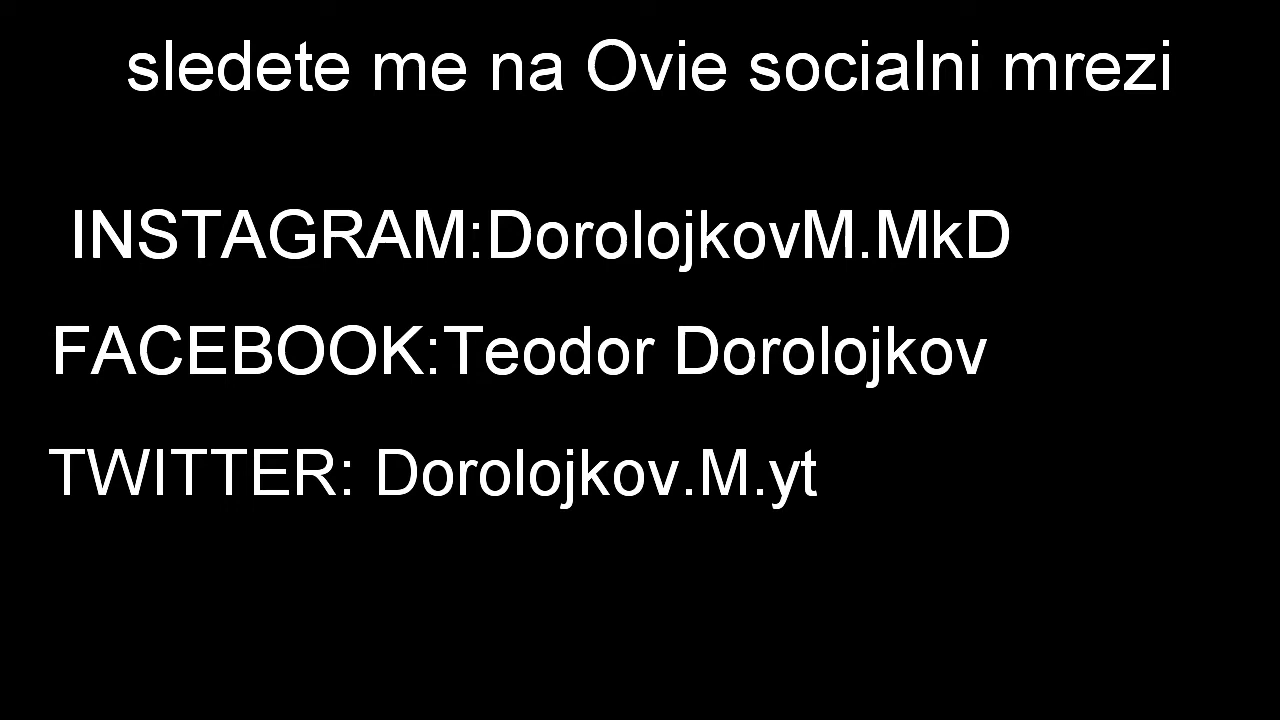 sledete me na Ovie socialni mrezi
INSTAGRAM:DorolojkovM.MkD
FACEBOOK:Teodor Dorolojkov
TWITTER: Dorolojkov.M.yt